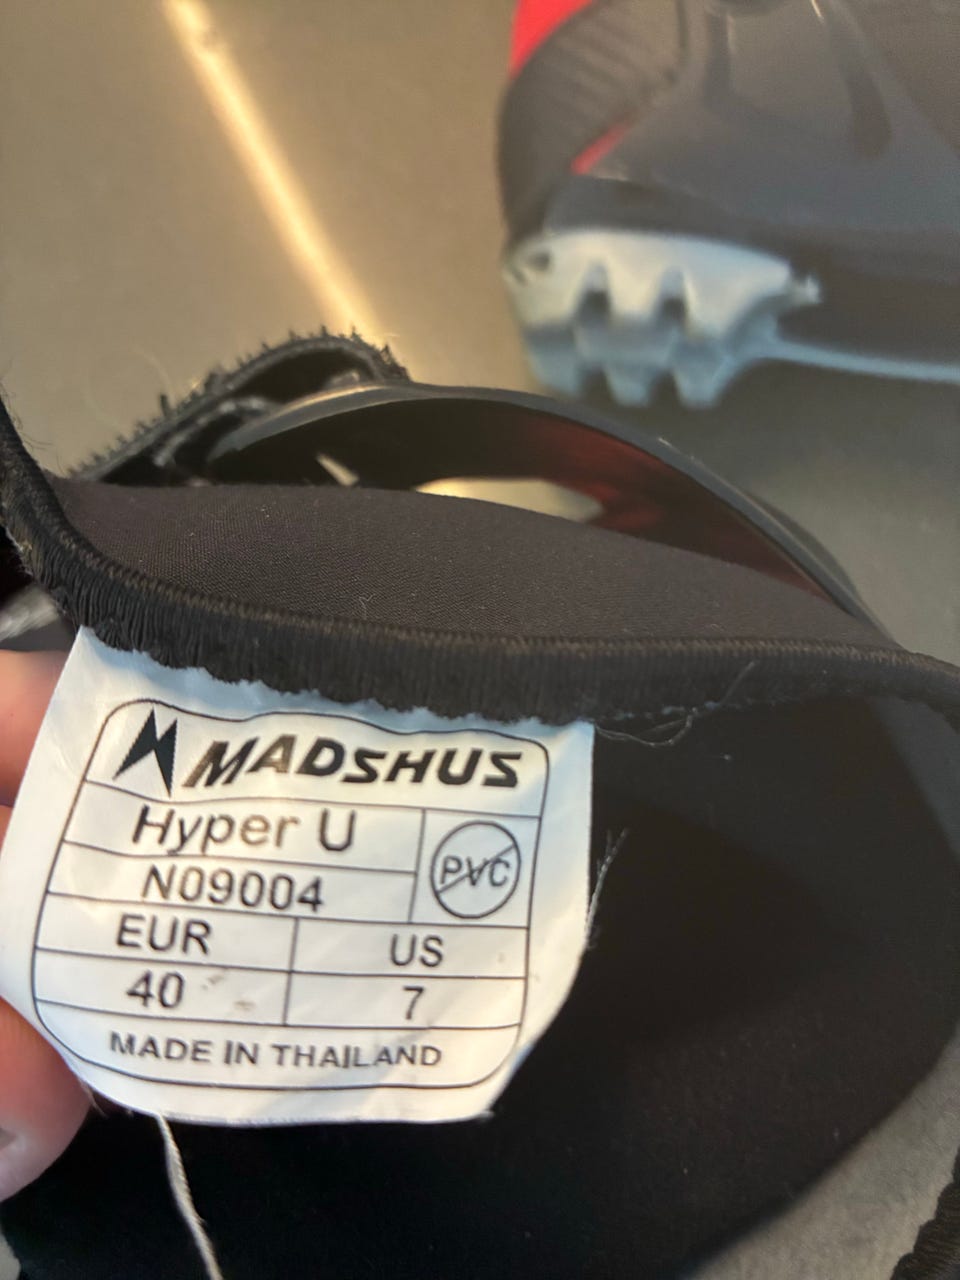 MADSHUS
Hyper U
PVC
N09004
EUR US
40 7
MADE IN THAILAND